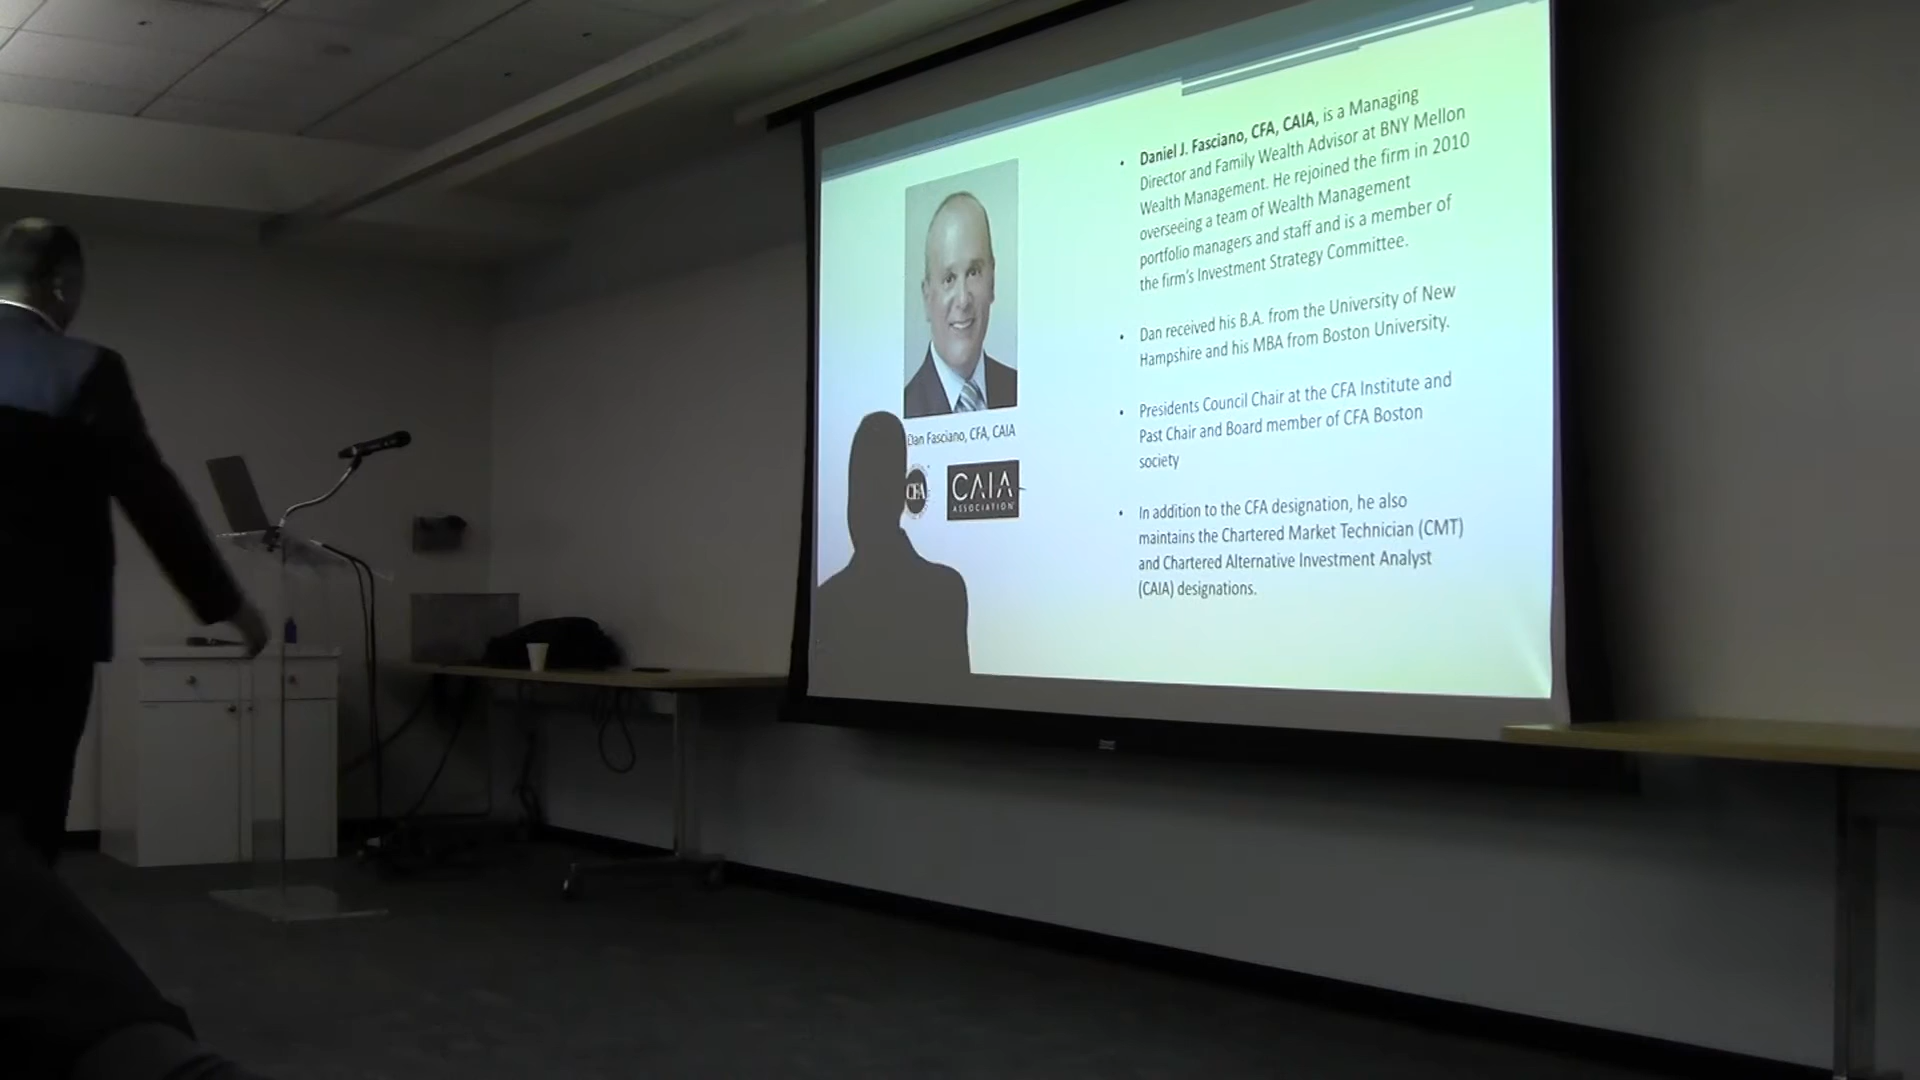 Daniel J. Fasciano, CFA, CAIA, is a Managing
Director and Family Wealth Advisor at BNY Mellon
Wealth Management. He rejoined the firm in 2010
overseeing a team of Wealth Management
portfolio managers and staff and is a member of
the firm's Investment Strategy Committee.
Dan received his B.A. from the University of New
Hampshire and his MBA from Boston University.
Presidents Council Chair at the CFA Institute and
Past Chair and Board member of CFA Boston
society
In addition to the CFA designation, he also
maintains the Chartered Market Technician (CMT)
and Chartered Alternative Investment Analyst
(CAIA) designations.
Dan Fasciano, CFA, CAIA
CFA
CAIA
ASSOCIATION